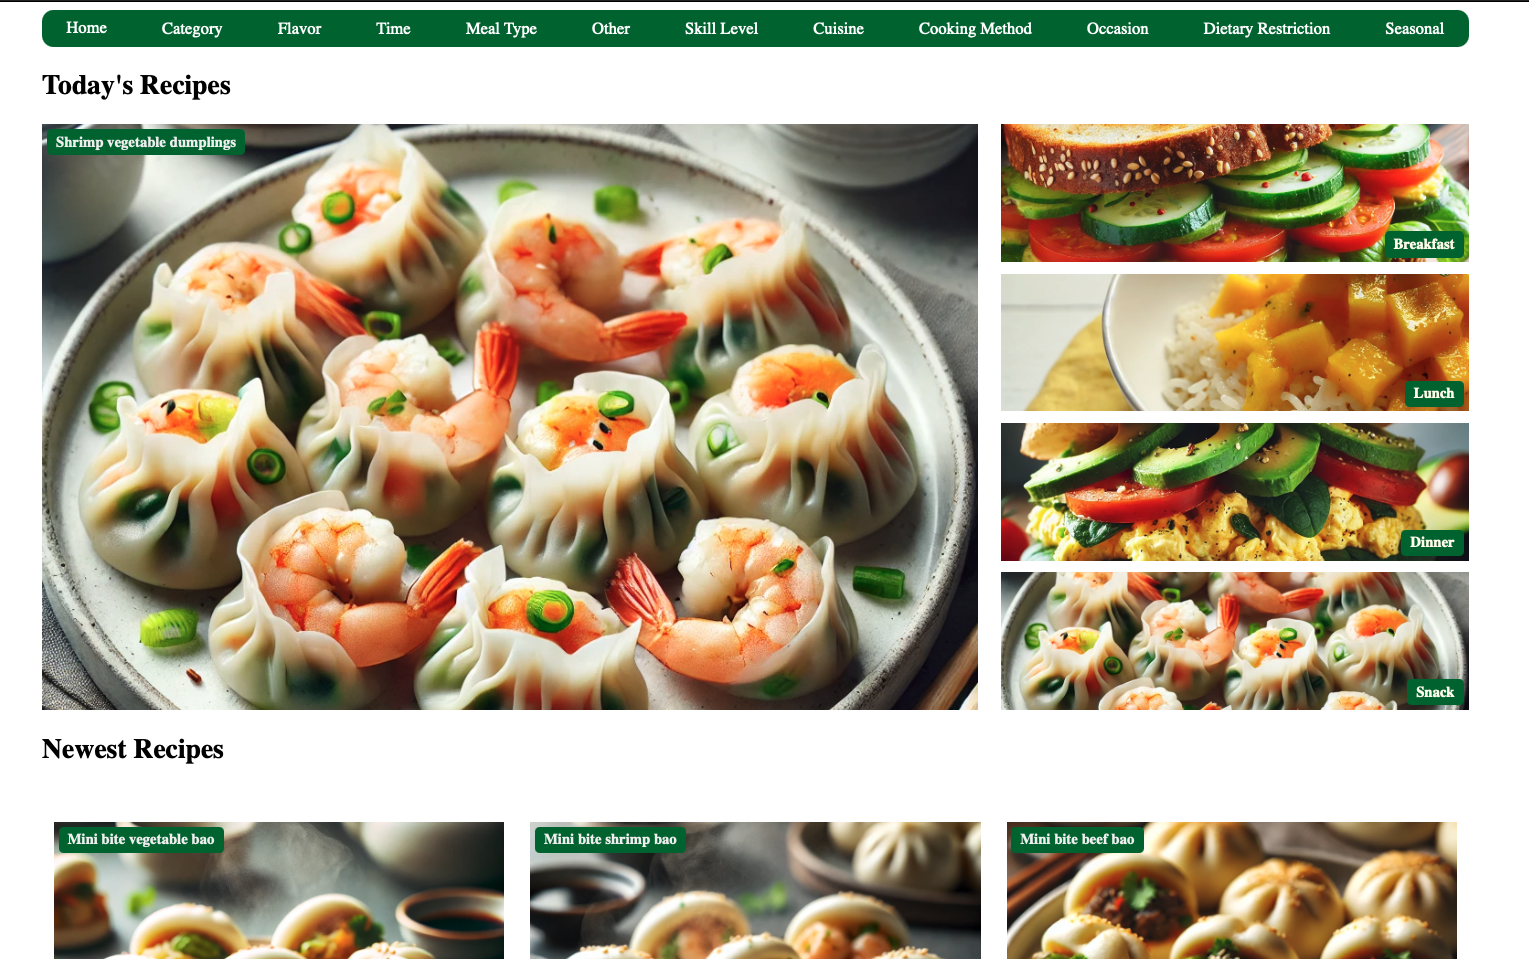 Home Category Flavor Time Meal Type Other Skill Level Cuisine Cooking Method Occasion Dietary Restriction Seasonal
Today's Recipes
Shrimp vegetable dumplings
Breakfast
Lunch
Dinner
Snack
Newest Recipes
Mini bite vegetable bao
Mini bite shrimp bao
Mini bite beef bao